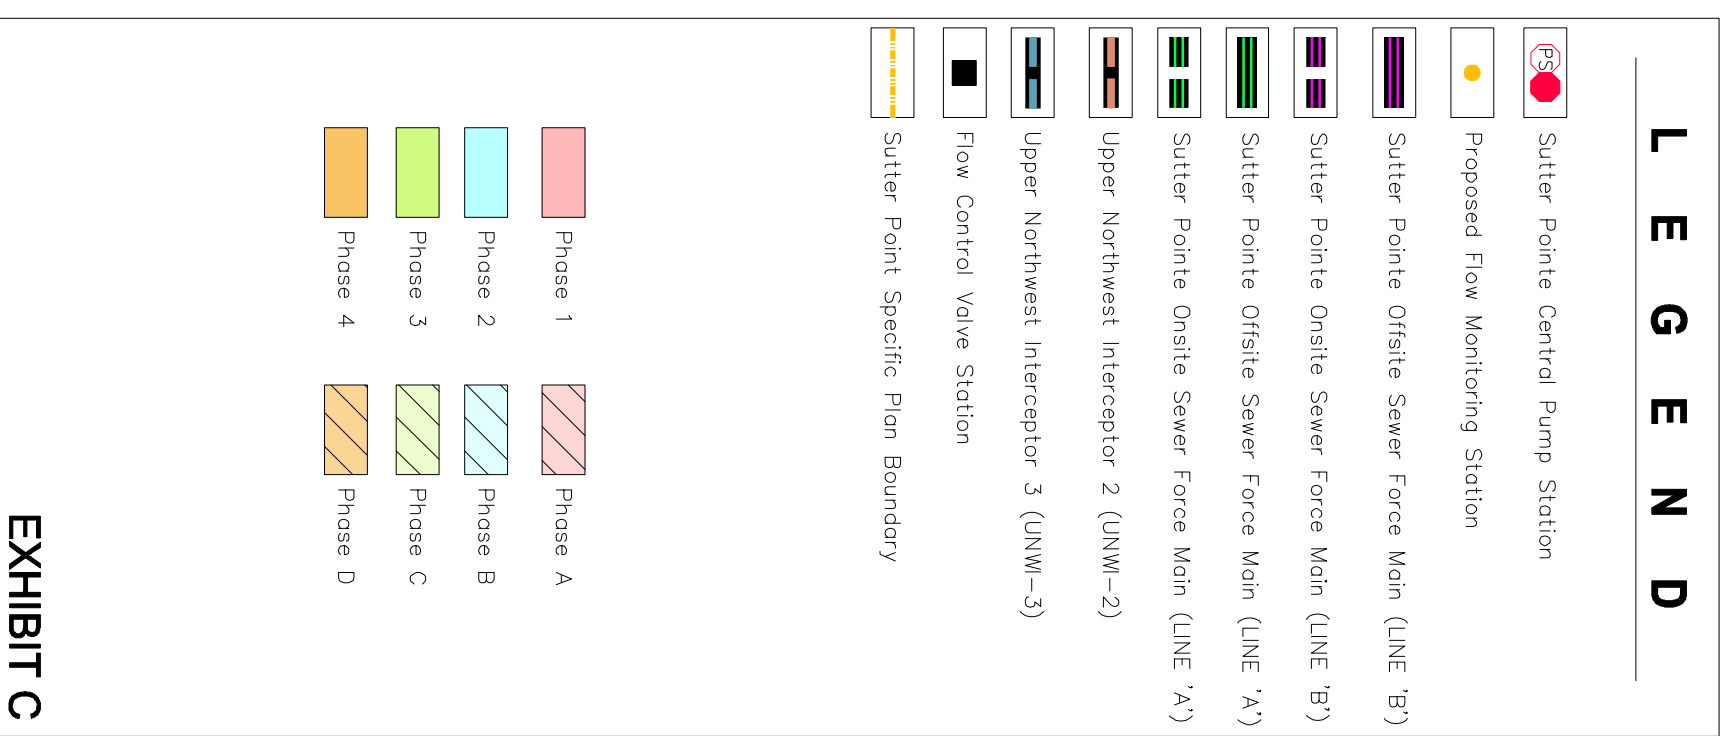 LEGEND
PS
Sutter Pointe Central Pump Station
Proposed Flow Monitoring Station
Sutter Pointe Offsite Sewer Force Main (LINE 'B')
Sutter Pointe Onsite Sewer Force Main (LINE 'B')
Sutter Pointe Offsite Sewer Force Main (LINE 'A')
Sutter Pointe Onsite Sewer Force Main (LINE 'A')
Upper Northwest Interceptor 2 (UNWI-2)
Upper Northwest Interceptor 3 (UNWI-3)
Flow Control Valve Station
Sutter Point Specific Plan Boundary
Phase 1
Phase A
Phase 2
Phase B
Phase 3
Phase C
Phase 4
Phase D
EXHIBIT C